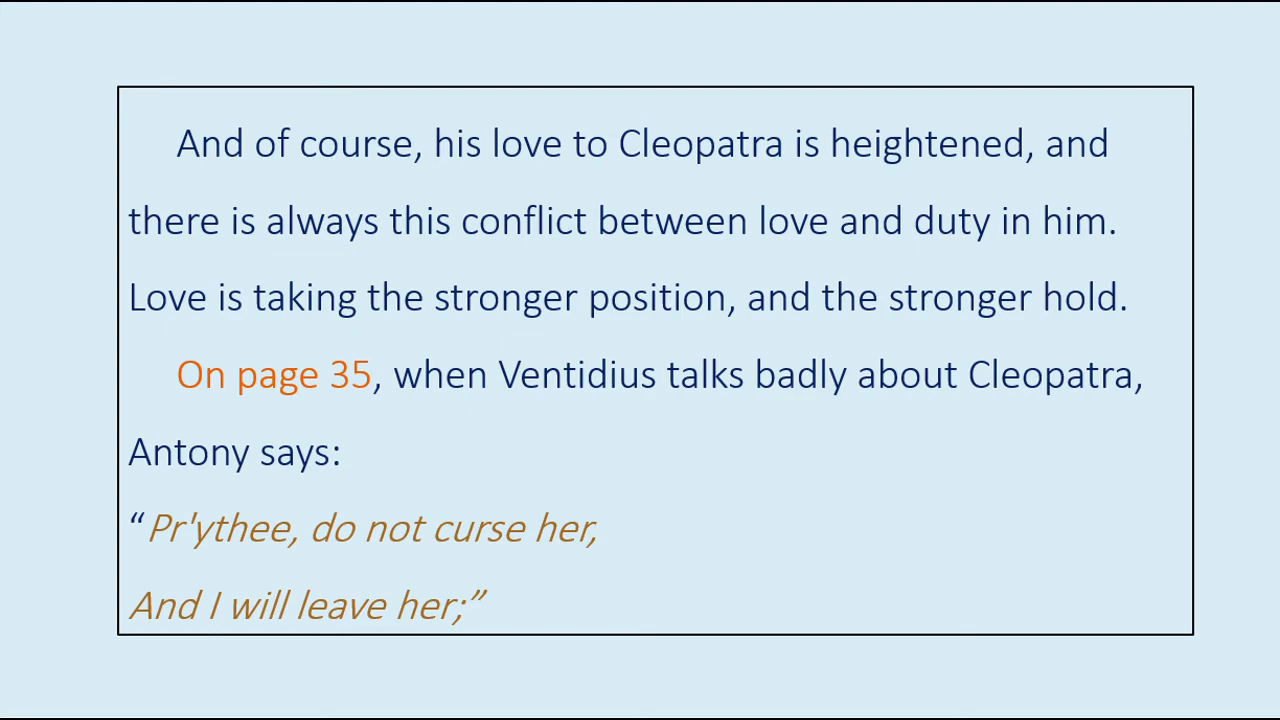 And of course, his love to Cleopatra is heightened, and
there is always this conflict between love and duty in him.
Love is taking the stronger position, and the stronger hold.
On page 35, when Ventidius talks badly about Cleopatra,
Antony says:
“Pr'ythee, do not curse her,
And I will leave her;”